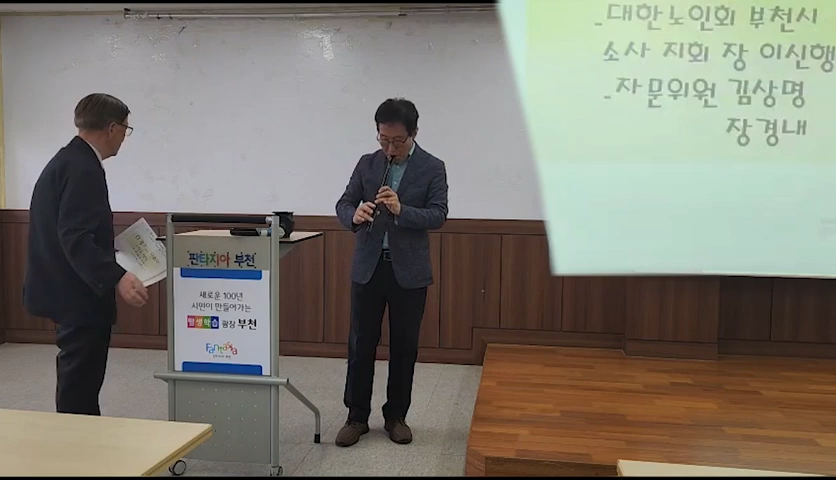 -대한노인회 부천시
소사 지회 장 이신행
-자문위원 김상명
장경내
판타지아 부천
새로운 100년
시민이 만들어가는
평생학습 광장 부천
Fantasia